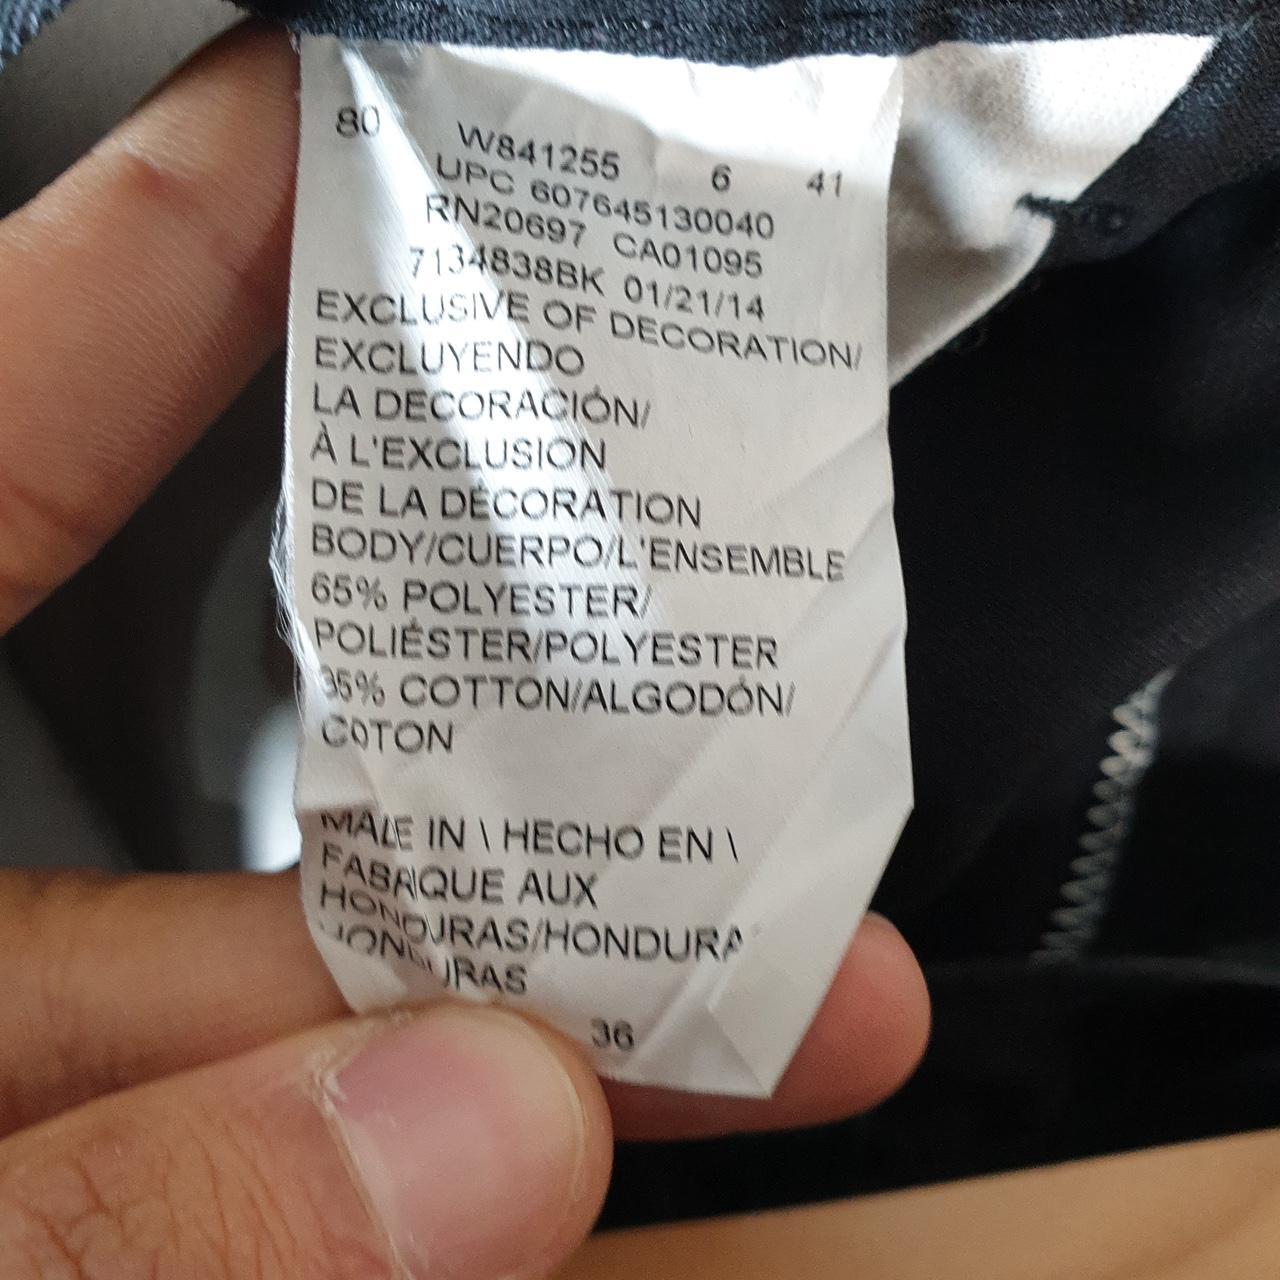 80 W841255 6 41
UPC 607645130040
RN20697 CA01095
7134838BK 01/21/14
EXCLUSIVE OF DECORATION/
EXCLUYENDO
LA DECORACIÓN/
À L'EXCLUSION
DE LA DÉCORATION
BODY/CUERPO/L'ENSEMBLE
65% POLYESTER/
POLIÉSTER/POLYESTER
35% COTTON/ALGODÓN/
COTON
MADE IN \ HECHO EN \
FABRIQUE AUX
HONDURAS/HONDURAS
HONDURAS
36